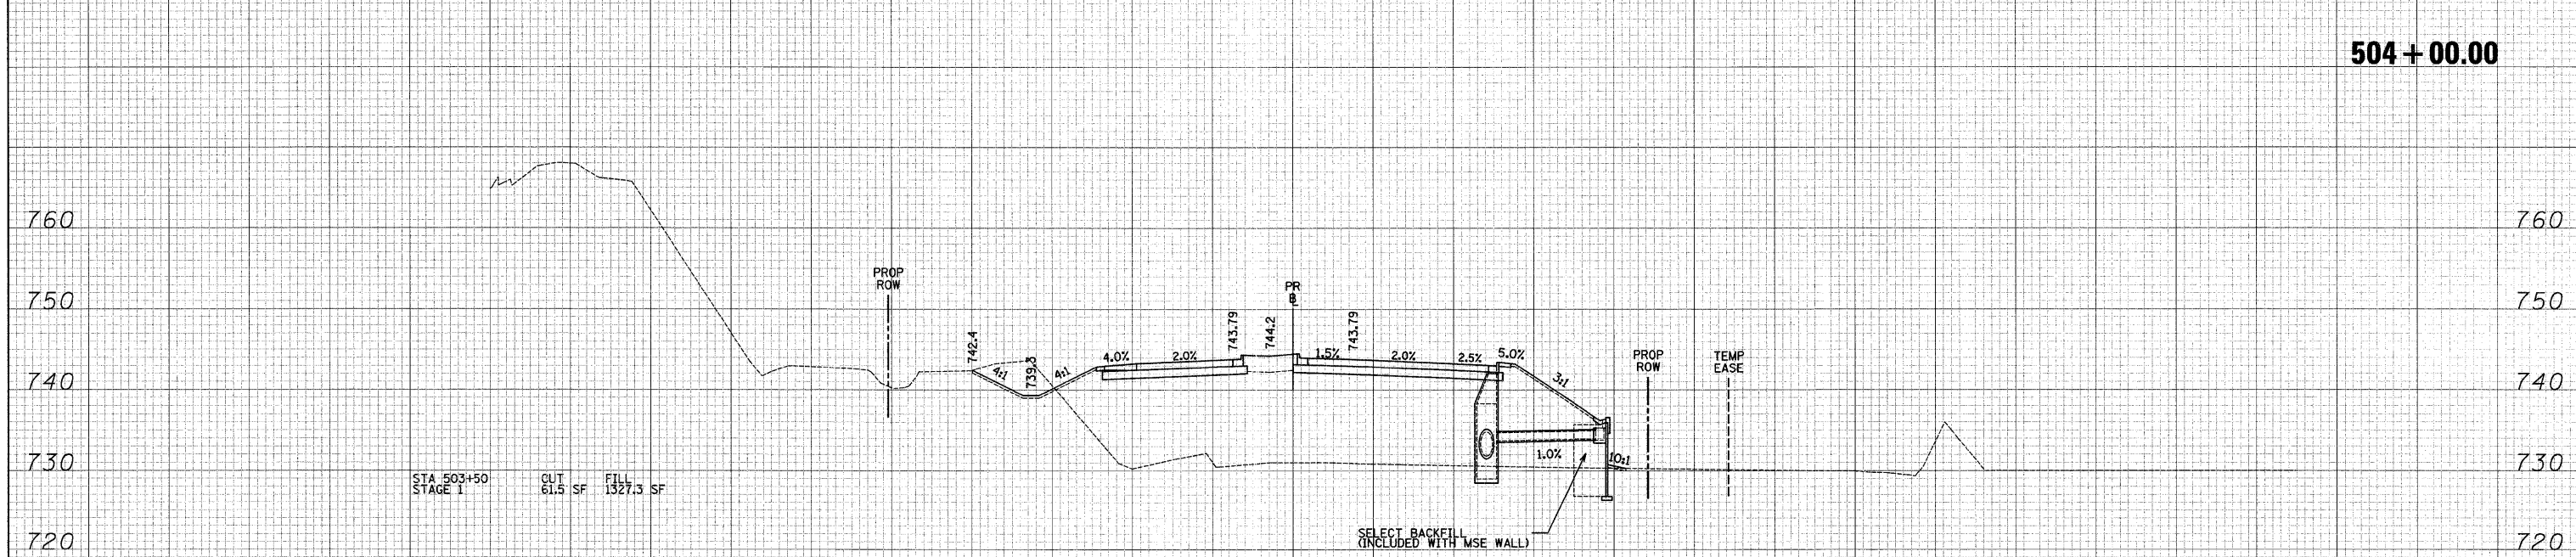 504+00.00
760
760
PROP
ROW
750
PR
B
750
742.4
739.3
743.79
744.2
743.79
4:1
4:1
4.0%
2.0%
1.5%
2.0%
2.5%
5.0%
3:1
PROP
ROW
TEMP
EASE
740
740
1.0%
10:1
730
730
STA 503+50
STAGE 1
CUT
61.5 SF
FILL
1327.3 SF
SELECT BACKFILL
(INCLUDED WITH MSE WALL)
720
720